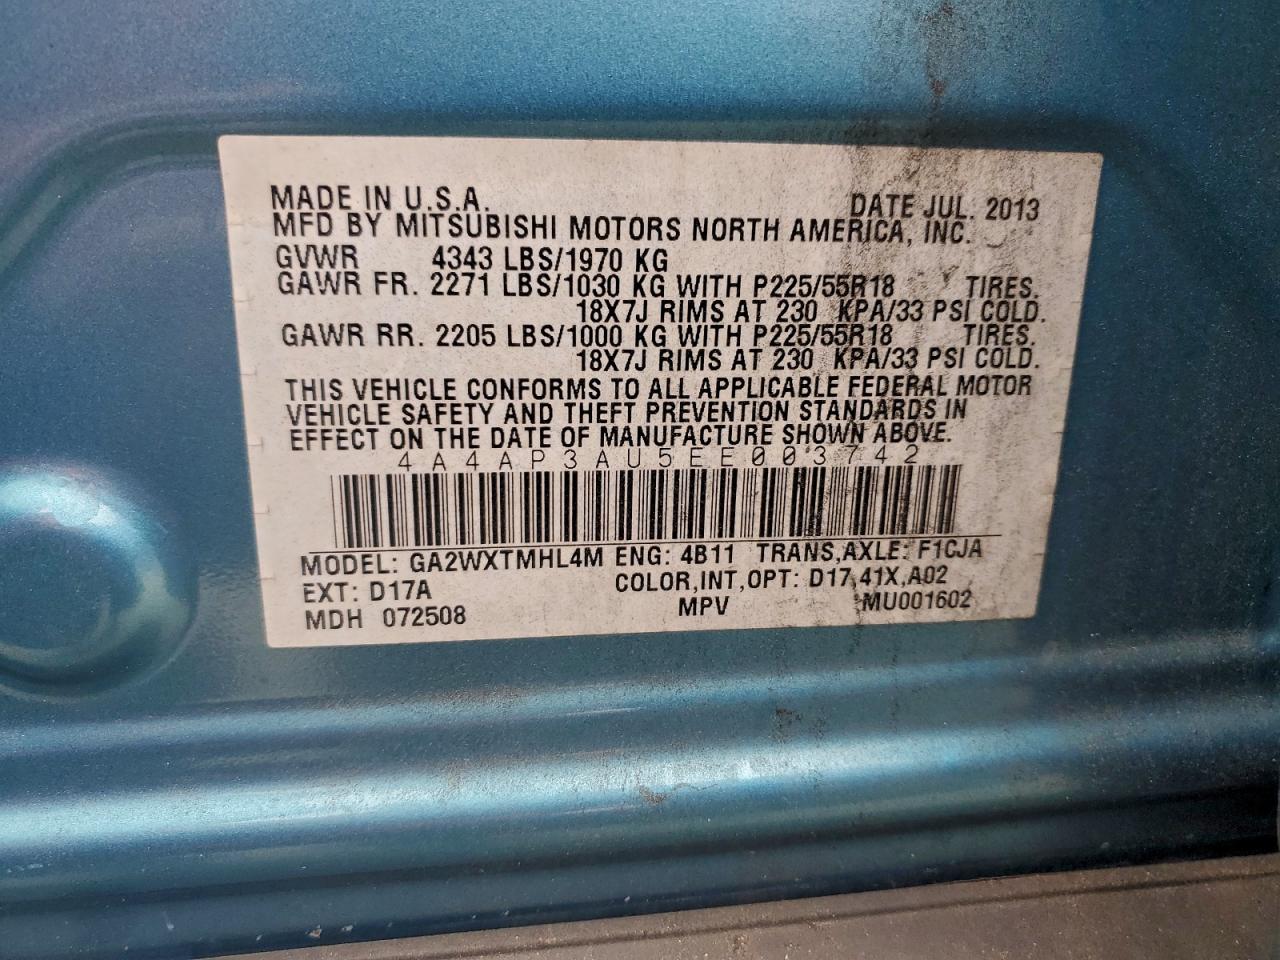 MADE IN U.S.A. DATE JUL. 2013
MFD BY MITSUBISHI MOTORS NORTH AMERICA, INC.
GVWR 4343 LBS/1970 KG
GAWR FR. 2271 LBS/1030 KG WITH P225/55R18 TIRES,
18X7J RIMS AT 230 KPA/33 PSI COLD.
GAWR RR. 2205 LBS/1000 KG WITH P225/55R18 TIRES,
18X7J RIMS AT 230 KPA/33 PSI COLD.
THIS VEHICLE CONFORMS TO ALL APPLICABLE FEDERAL MOTOR
VEHICLE SAFETY AND THEFT PREVENTION STANDARDS IN
EFFECT ON THE DATE OF MANUFACTURE SHOWN ABOVE.
4A4AP3AU5EE003742
MODEL: GA2WXTMHL4M ENG: 4B11 TRANS,AXLE: F1CJA
EXT: D17A COLOR,INT,OPT: D17,41X,A02
MDH 072508 MPV MU001602